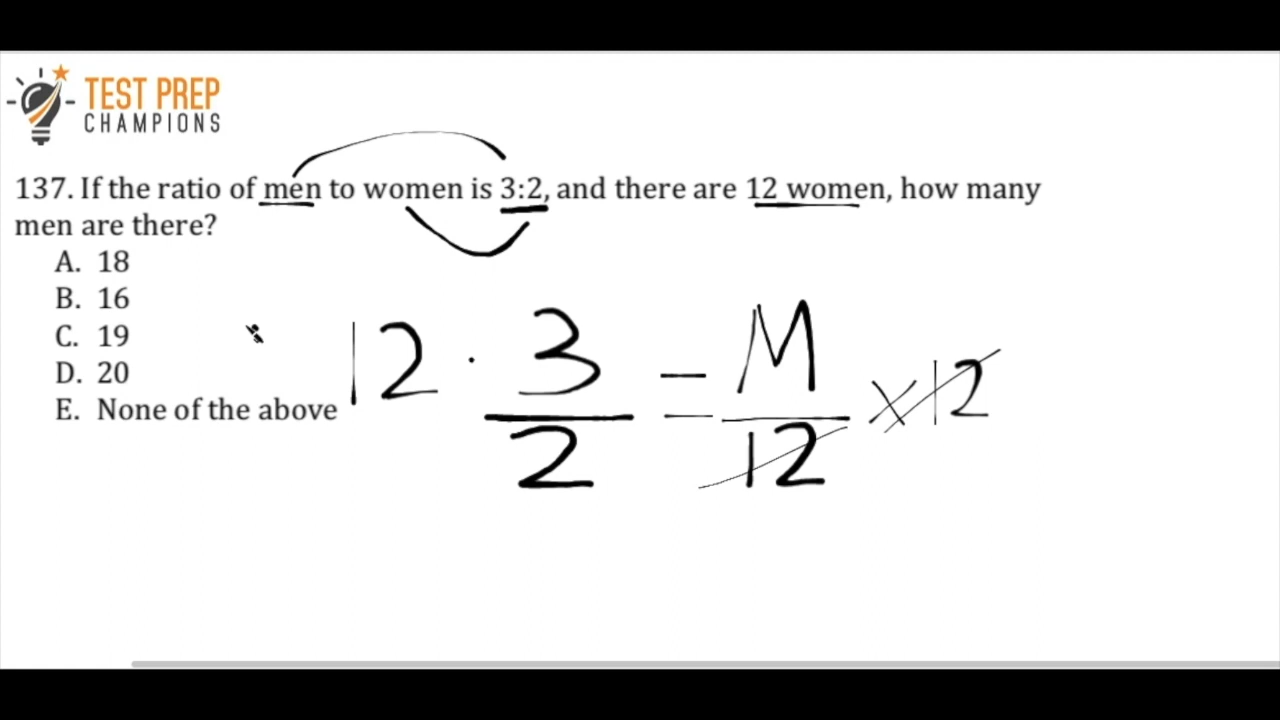 TEST PREP
CHAMPIONS
137. If the ratio of men to women is 3:2, and there are 12 women, how many
men are there?
A. 18
B. 16
C. 19
D. 20
E. None of the above
12 · 3 = M × 12
2 12